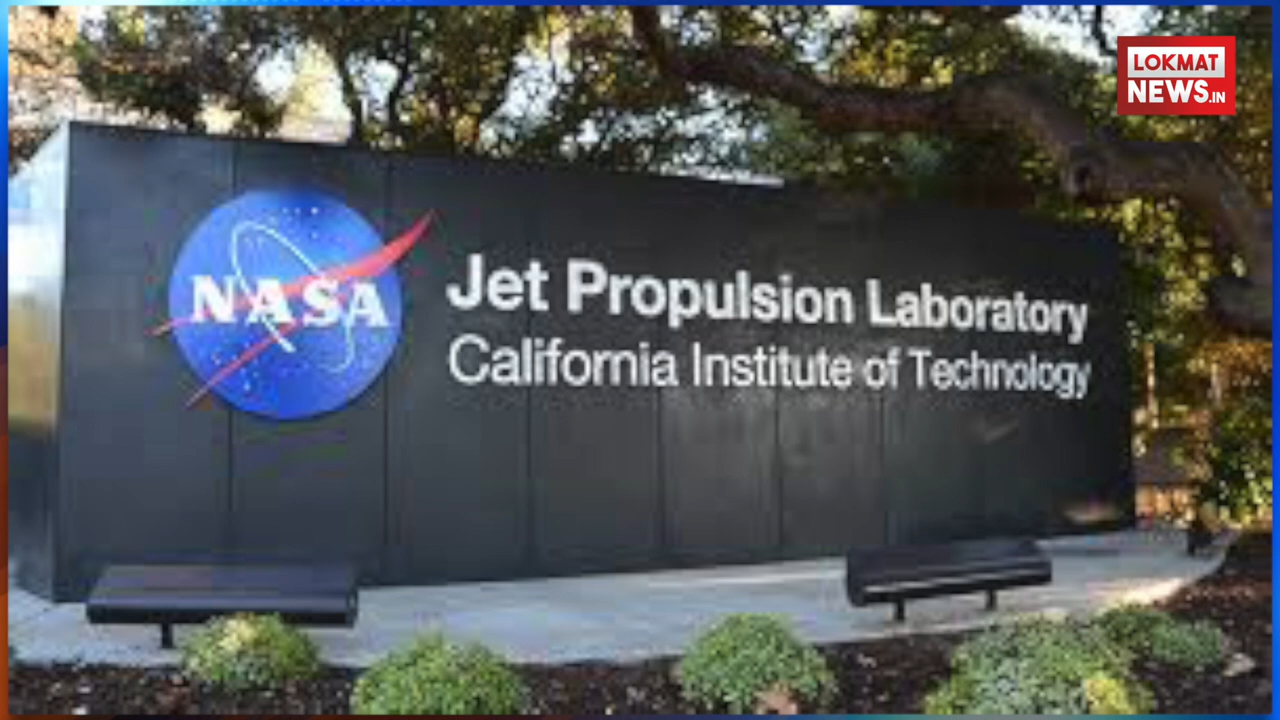 LOKMAT
NEWS.IN
NASA
Jet Propulsion Laboratory
California Institute of Technology